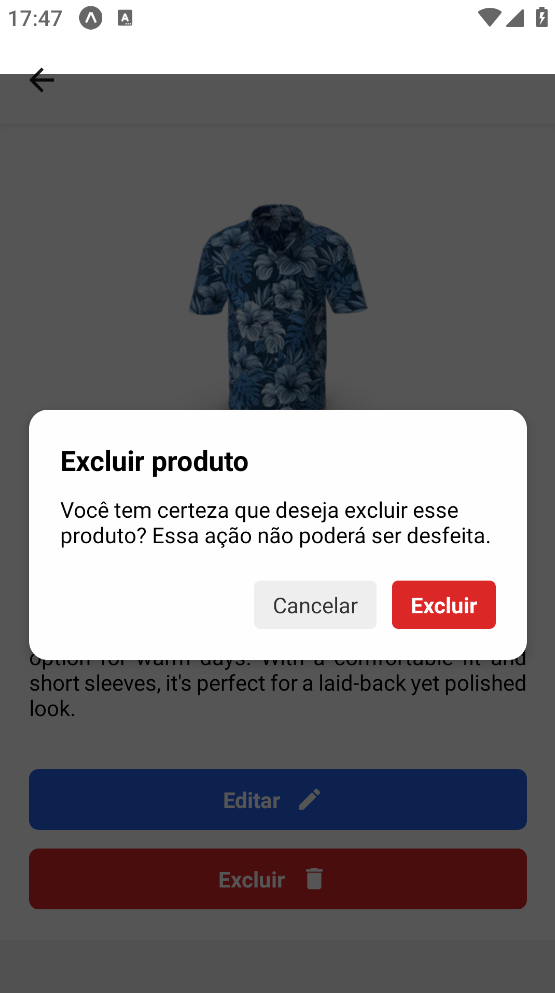 17:47
Excluir produto
Você tem certeza que deseja excluir esse
produto? Essa ação não poderá ser desfeita.
Cancelar
Excluir
option for warm days. With a comfortable fit and
short sleeves, it's perfect for a laid-back yet polished
look.
Editar
Excluir